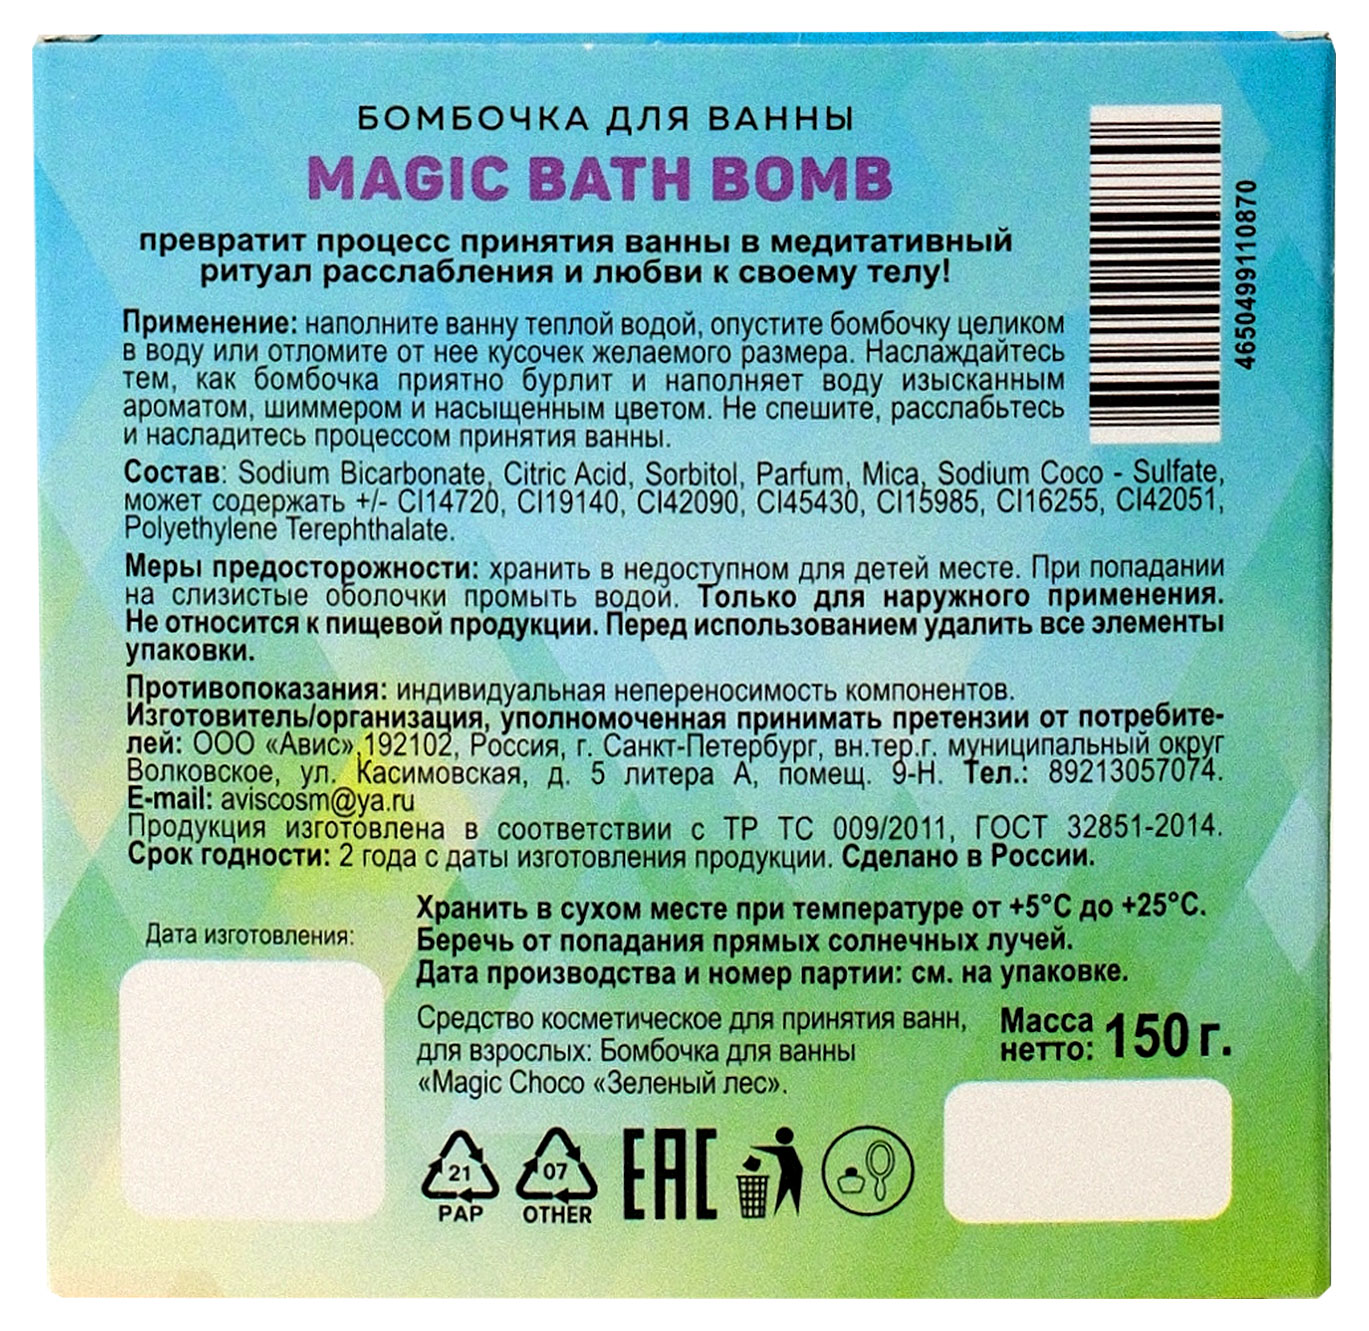 БОМБОЧКА ДЛЯ ВАННЫ
MAGIC BATH BOMB
превратит процесс принятия ванны в медитативный
ритуал расслабления и любви к своему телу!
4650499110870
Применение: наполните ванну теплой водой, опустите бомбочку целиком
в воду или отломите от нее кусочек желаемого размера. Наслаждайтесь
тем, как бомбочка приятно бурлит и наполняет воду изысканным
ароматом, шиммером и насыщенным цветом. Не спешите, расслабьтесь
и насладитесь процессом принятия ванны.
Состав: Sodium Bicarbonate, Citric Acid, Sorbitol, Parfum, Mica, Sodium Coco - Sulfate,
может содержать +/- CI14720, CI19140, CI42090, CI45430, CI15985, CI16255, CI42051,
Polyethylene Terephthalate.
Меры предосторожности: хранить в недоступном для детей месте. При попадании
на слизистые оболочки промыть водой. Только для наружного применения.
Не относится к пищевой продукции. Перед использованием удалить все элементы
упаковки.
Противопоказания: индивидуальная непереносимость компонентов.
Изготовитель/организация, уполномоченная принимать претензии от потребите-
лей: ООО «Авис»,192102, Россия, г. Санкт-Петербург, вн.тер.г. муниципальный округ
Волковское, ул. Касимовская, д. 5 литера А, помещ. 9-Н. Тел.: 89213057074.
E-mail: aviscosm@ya.ru
Продукция изготовлена в соответствии с ТР ТС 009/2011, ГОСТ 32851-2014.
Срок годности: 2 года с даты изготовления продукции. Сделано в России.
Хранить в сухом месте при температуре от +5°С до +25°С.
Беречь от попадания прямых солнечных лучей.
Дата производства и номер партии: см. на упаковке.
Дата изготовления:
Средство косметическое для принятия ванн,
для взрослых: Бомбочка для ванны
«Magic Choco «Зеленый лес».
Масса
нетто: 150 г.
21
PAP
07
OTHER
EAC